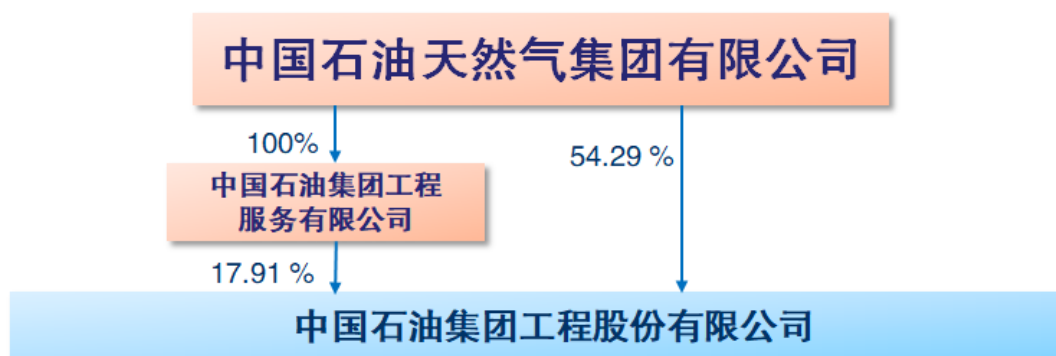 中国石油天然气集团有限公司
100%
54.29 %
中国石油集团工程
服务有限公司
17.91 %
中国石油集团工程股份有限公司